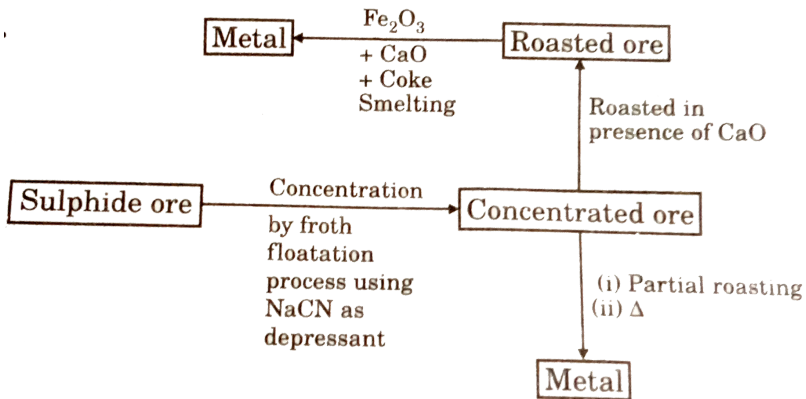 Fe₂O₃
Metal
Roasted ore
+ CaO
+ Coke
Smelting
Roasted in
presence of CaO
Sulphide ore
Concentration
Concentrated ore
by froth
floatation
process using
NaCN as
depressant
(i) Partial roasting
(ii) Δ
Metal